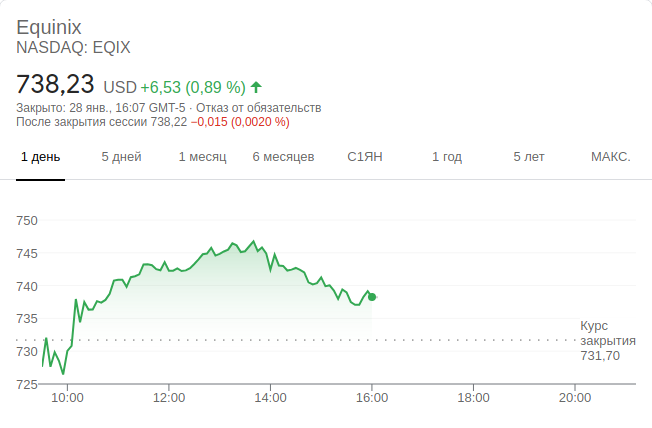 Equinix
NASDAQ: EQIX
738,23 USD +6,53 (0,89 %)
Закрыто: 28 янв., 16:07 GMT-5 · Отказ от обязательств
После закрытия сессии 738,22 −0,015 (0,0020 %)
1 день 5 дней 1 месяц 6 месяцев С1ЯН 1 год 5 лет МАКС.
750
745
740
735
730
725
Курс
закрытия
731,70
10:00 12:00 14:00 16:00 18:00 20:00